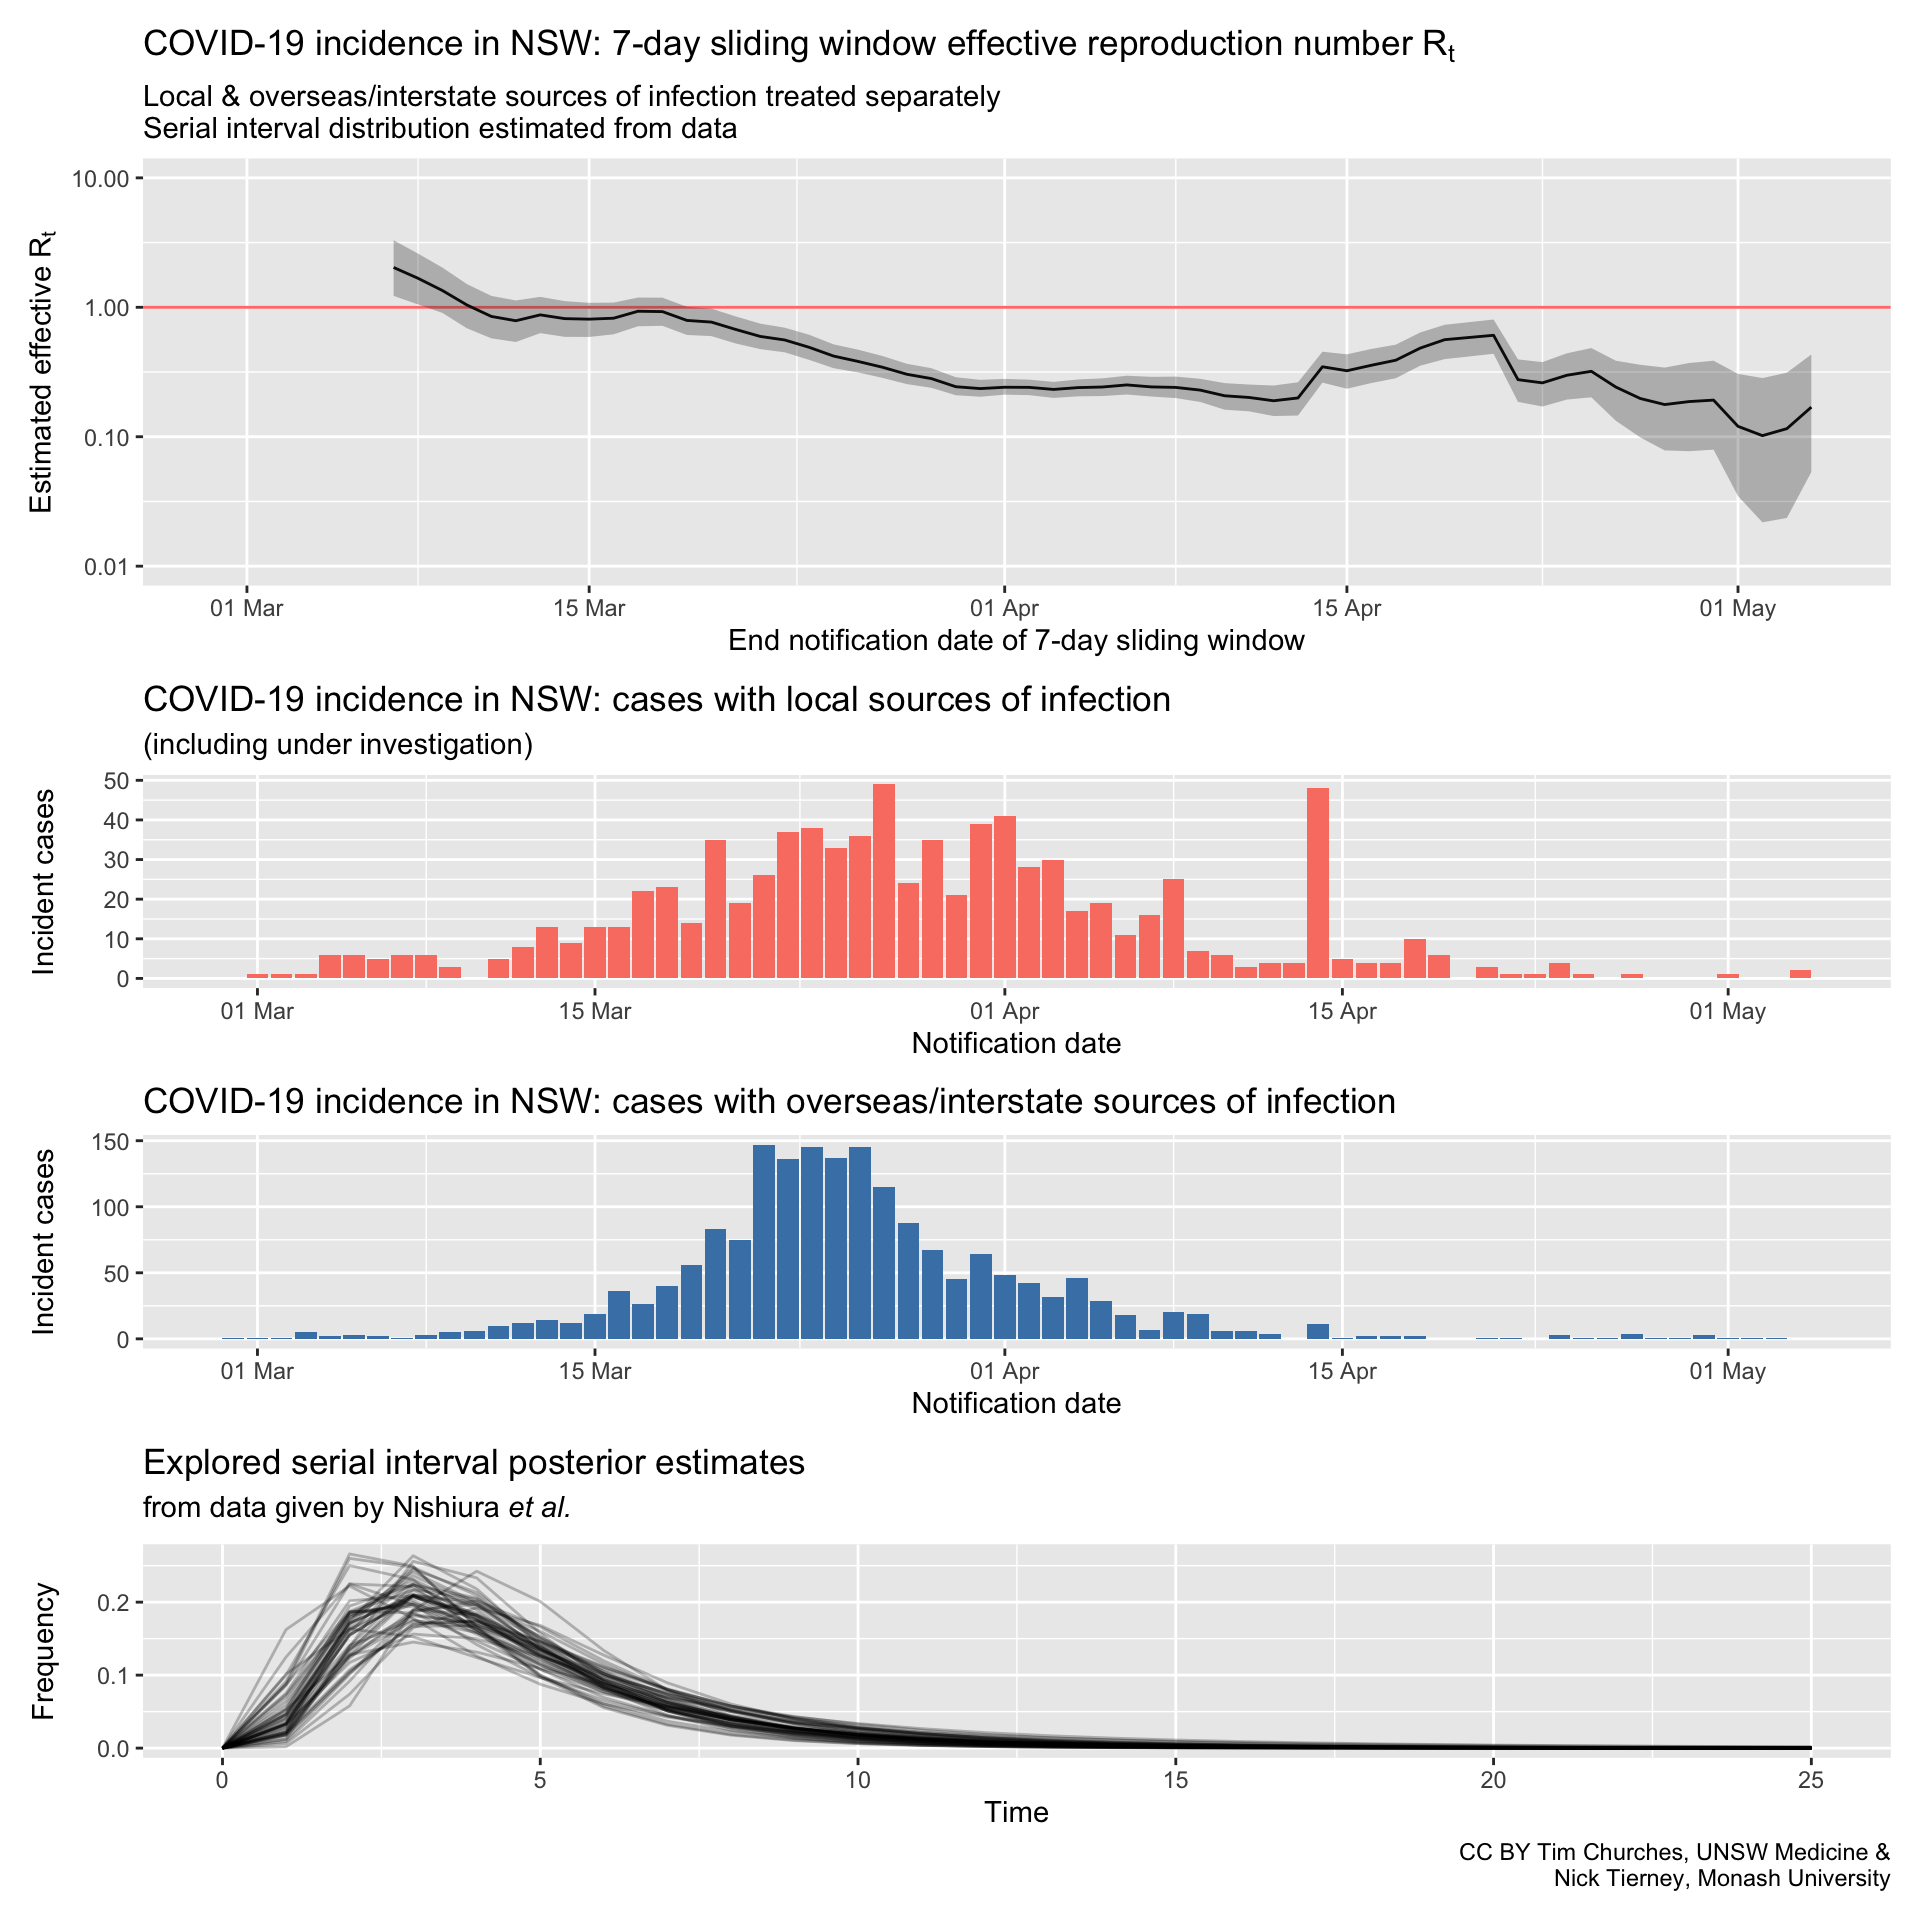 COVID-19 incidence in NSW: 7-day sliding window effective reproduction number Rt
Local & overseas/interstate sources of infection treated separately
Serial interval distribution estimated from data
Estimated effective Rt
10.00
1.00
0.10
0.01
01 Mar 15 Mar 01 Apr 15 Apr 01 May
End notification date of 7-day sliding window
COVID-19 incidence in NSW: cases with local sources of infection
(including under investigation)
Incident cases
50
40
30
20
10
0
01 Mar 15 Mar 01 Apr 15 Apr 01 May
Notification date
COVID-19 incidence in NSW: cases with overseas/interstate sources of infection
Incident cases
150
100
50
0
01 Mar 15 Mar 01 Apr 15 Apr 01 May
Notification date
Explored serial interval posterior estimates
from data given by Nishiura et al.
Frequency
0.2
0.1
0.0
0 5 10 15 20 25
Time
CC BY Tim Churches, UNSW Medicine &
Nick Tierney, Monash University